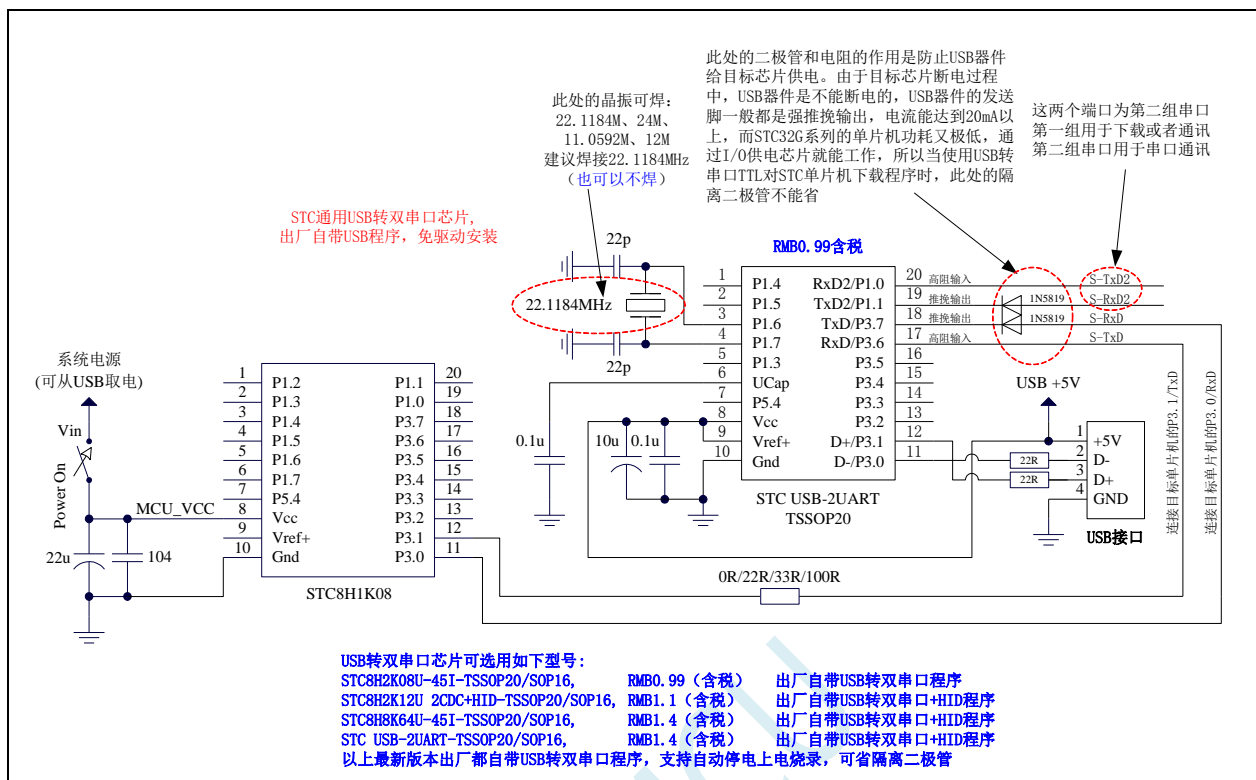 此处的二极管和电阻的作用是防止USB器件
给目标芯片供电。由于目标芯片断电过程
中，USB器件是不能断电的，USB器件的发送
脚一般都是强推挽输出，电流能达到20mA以
上，而STC32G系列的单片机功耗又极低，通
过I/O供电芯片就能工作，所以当使用USB转
串口TTL对STC单片机下载程序时，此处的隔
离二极管不能省
此处的晶振可焊：
22.1184M、24M、
11.0592M、12M
建议焊接22.1184MHz
（也可以不焊）
这两个端口为第二组串口
第一组用于下载或者通讯
第二组串口用于串口通讯
STC通用USB转双串口芯片,
出厂自带USB程序，免驱动安装
RMB0.99含税
22p
22.1184MHz
22p
1 P1.4 RxD2/P1.0 20 高阻输入 S-TxD2
2 P1.5 TxD2/P1.1 19 推挽输出 1N5819 S-RxD2
3 P1.6 TxD/P3.7 18 推挽输出 1N5819 S-RxD
4 P1.7 RxD/P3.6 17 高阻输入 S-TxD
5 P1.3 P3.5 16
6 UCap P3.4 15
7 P5.4 P3.3 14
8 Vcc P3.2 13
9 Vref+ D+/P3.1 12
10 Gnd D-/P3.0 11
STC USB-2UART
TSSOP20
0.1u
10u
0.1u
USB +5V
1 +5V
2 D-
3 D+
4 GND
22R
22R
USB接口
连接目标单片机的P3.1/TxD
连接目标单片机的P3.0/RxD
系统电源
(可从USB取电)
Vin
Power On
MCU_VCC
22u
104
1 P1.2 P1.1 20
2 P1.3 P1.0 19
3 P1.4 P3.7 18
4 P1.5 P3.6 17
5 P1.6 P3.5 16
6 P1.7 P3.4 15
7 P5.4 P3.3 14
8 Vcc P3.2 13
9 Vref+ P3.1 12
10 Gnd P3.0 11
STC8H1K08
0R/22R/33R/100R
USB转双串口芯片可选用如下型号:
STC8H2K08U-45I-TSSOP20/SOP16, RMB0.99（含税） 出厂自带USB转双串口程序
STC8H2K12U 2CDC+HID-TSSOP20/SOP16, RMB1.1（含税） 出厂自带USB转双串口+HID程序
STC8H8K64U-45I-TSSOP20/SOP16, RMB1.4（含税） 出厂自带USB转双串口+HID程序
STC USB-2UART-TSSOP20/SOP16, RMB1.4（含税） 出厂自带USB转双串口+HID程序
以上最新版本出厂都自带USB转双串口程序，支持自动停电上电烧录，可省隔离二极管